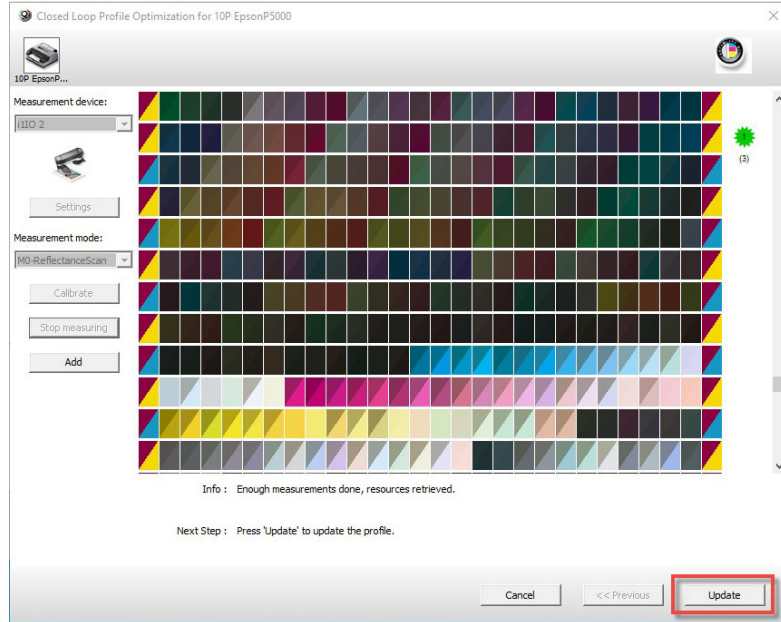 Closed Loop Profile Optimization for 10P EpsonP5000
10P EpsonP...
Measurement device:
i1IO 2
Settings
Measurement mode:
M0-ReflectanceScan
Calibrate
Stop measuring
Add
(3)
Info : Enough measurements done, resources retrieved.
Next Step : Press 'Update' to update the profile.
Cancel
<< Previous
Update